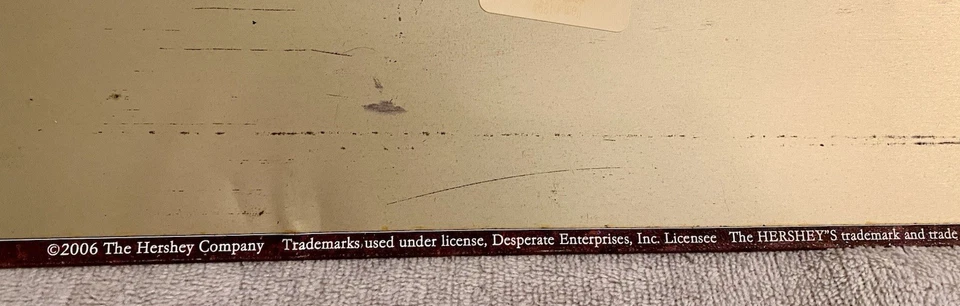 ©2006 The Hershey Company Trademarks used under license, Desperate Enterprises, Inc. Licensee The HERSHEY"S trademark and trade